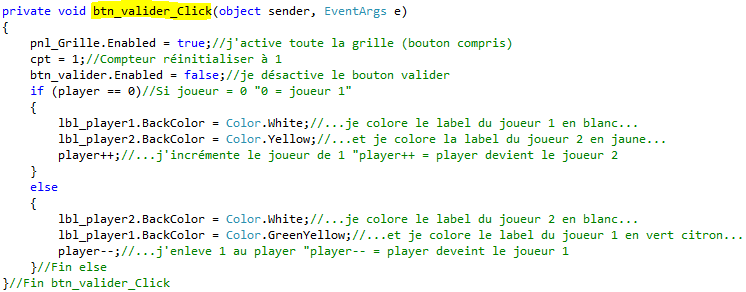 private void btn_valider_Click(object sender, EventArgs e)
{
pnl_Grille.Enabled = true;//j'active toute la grille (bouton compris)
cpt = 1;//Compteur réinitialiser à 1
btn_valider.Enabled = false;//je désactive le bouton valider
if (player == 0)//Si joueur = 0 "0 = joueur 1"
{
lbl_player1.BackColor = Color.White;//...je colore le label du joueur 1 en blanc...
lbl_player2.BackColor = Color.Yellow;//...et je colore la label du joueur 2 en jaune...
player++;//...j'incrémente le joueur de 1 "player++ = player devient le joueur 2
}
else
{
lbl_player2.BackColor = Color.White;//...je colore le label du joueur 2 en blanc...
lbl_player1.BackColor = Color.GreenYellow;//...et je colore le label du joueur 1 en vert citron...
player--;//...j'enleve 1 au player "player-- = player deveint le joueur 1
}//Fin else
}//Fin btn_valider_Click